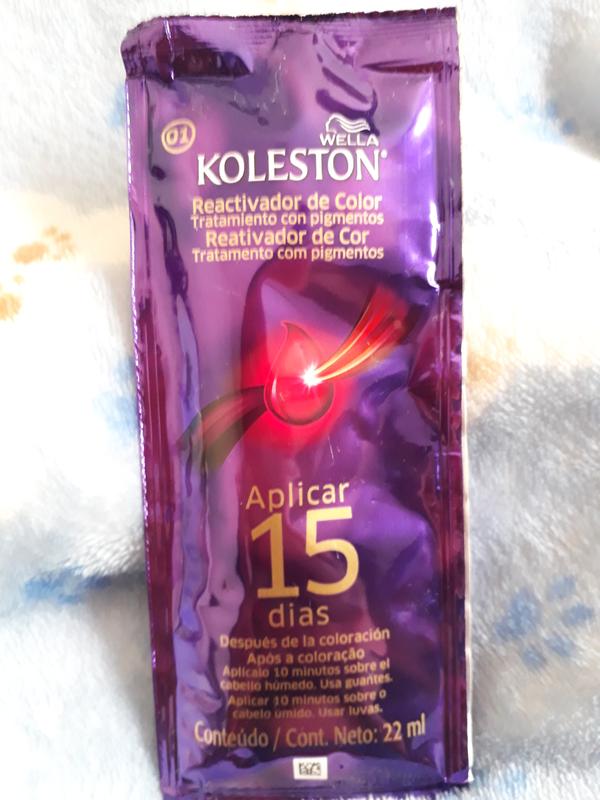 01
WELLA
KOLESTON®
Reactivador de Color
Tratamiento con pigmentos
Reativador de Cor
Tratamento com pigmentos
Aplicar
15
dias
Después de la coloración
Após a coloração
Aplícalo 10 minutos sobre el
cabello húmedo. Usa guantes.
Aplicar 10 minutos sobre o
cabelo úmido. Usar luvas.
Conteúdo / Cont. Neto: 22 ml